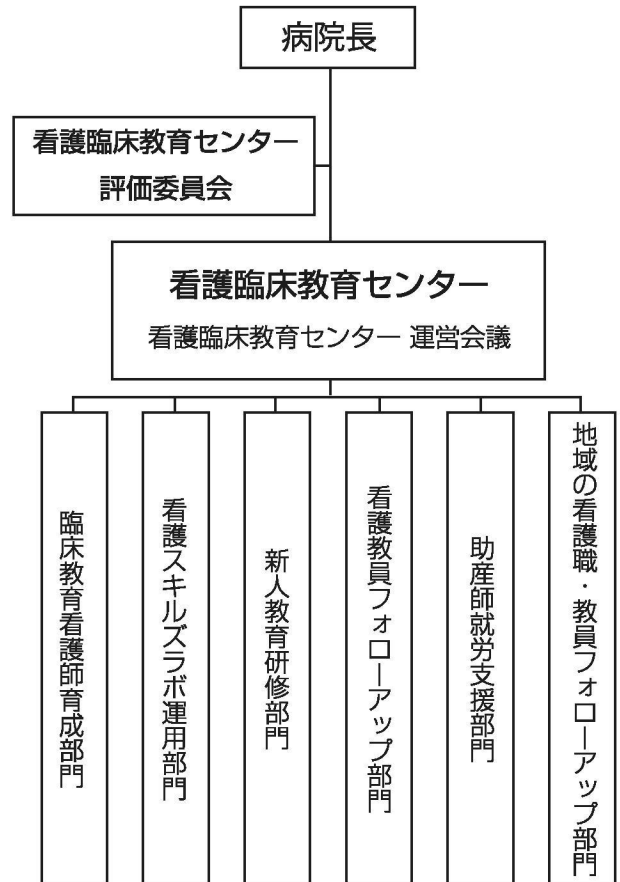 病院長
看護臨床教育センター
評価委員会
看護臨床教育センター
看護臨床教育センター 運営会議
臨床教育看護師育成部門
看護スキルズラボ運用部門
新人教育研修部門
看護教員フォローアップ部門
助産師就労支援部門
地域の看護職・教員フォローアップ部門